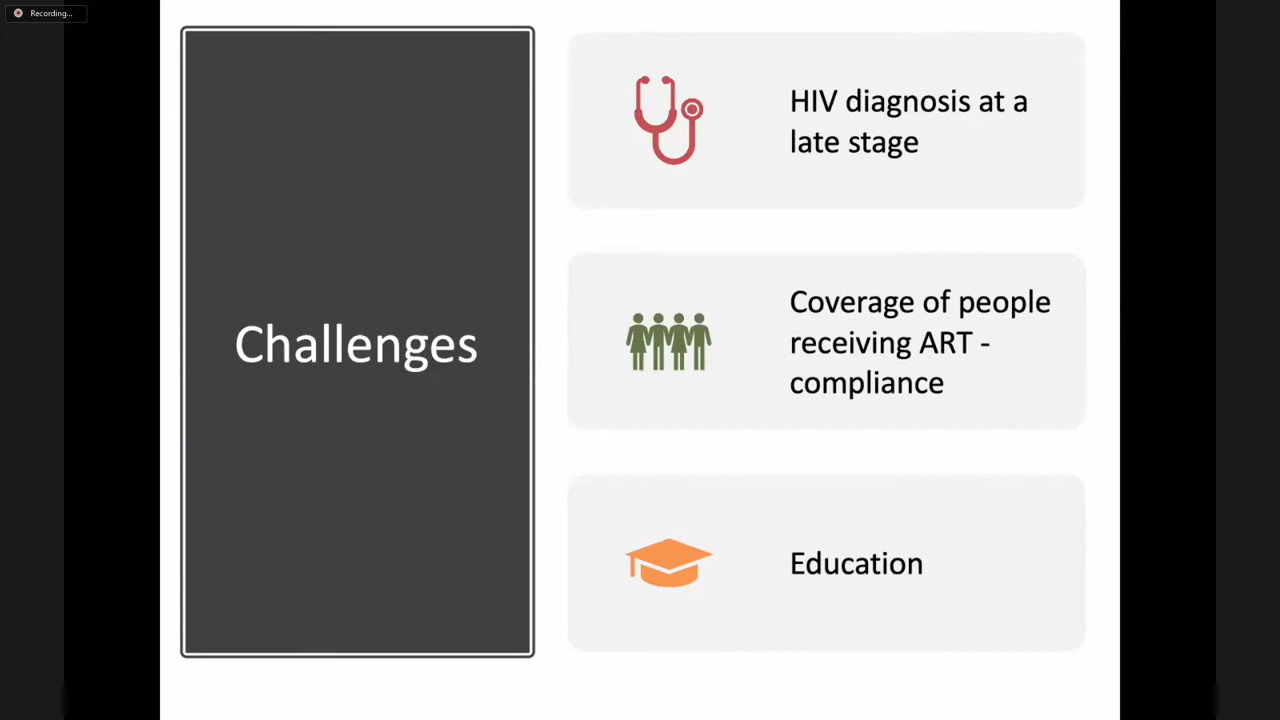 Recording...
Challenges
HIV diagnosis at a
late stage
Coverage of people
receiving ART -
compliance
Education